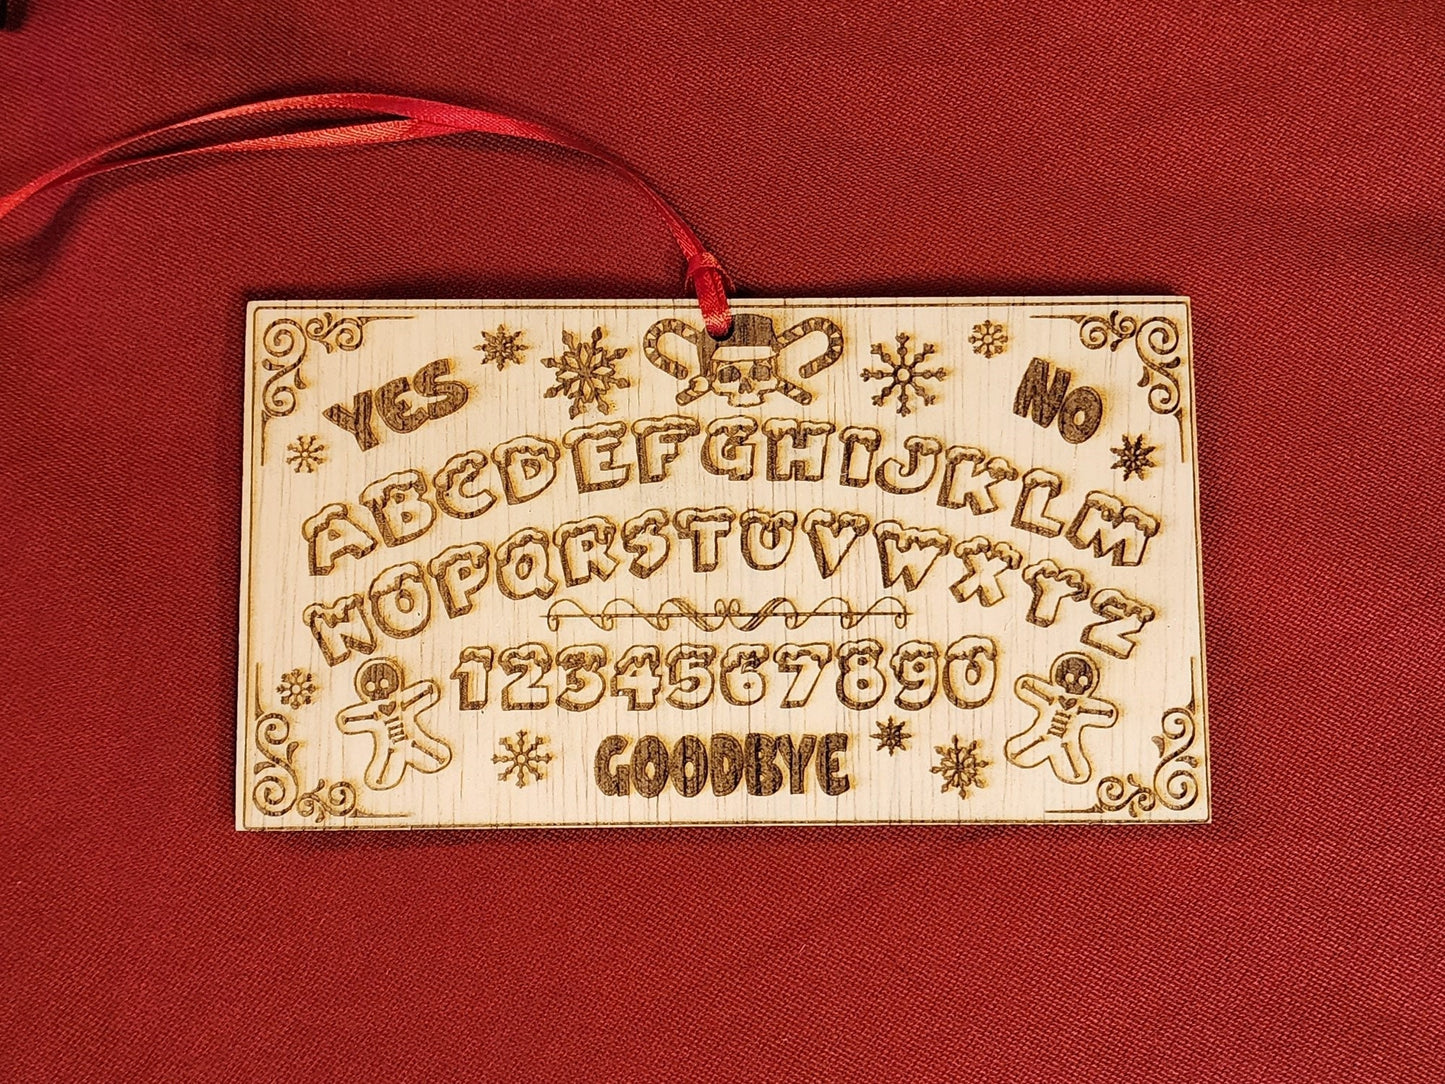 YES NO
ABCDEFGHIJKLM
NOPQRSTUVWXYZ
1234567890
GOODBYE